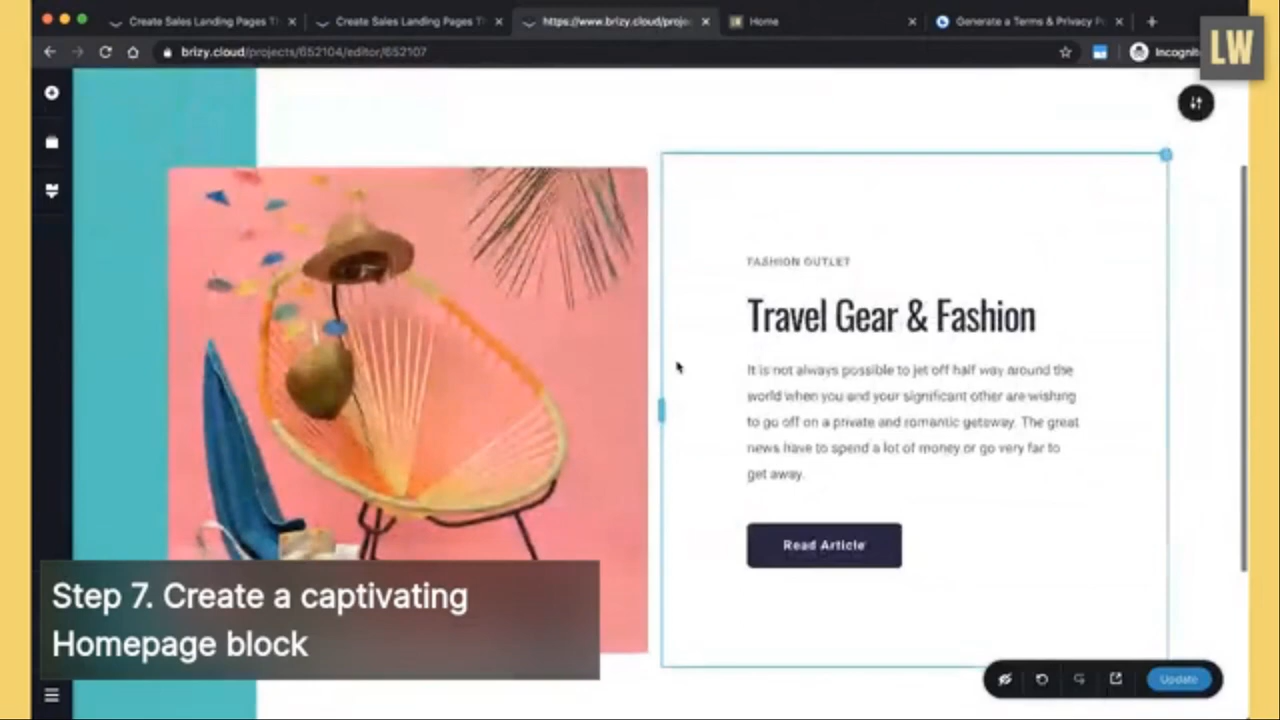 Create Sales Landing Pages T
Create Sales Landing Pages T
https://www.brizy.cloud/proje
Home
Generate a Terms & Privacy P
brizy.cloud/projects/652104/editor/652107
Incognit
LW
FASHION OUTLET
Travel Gear & Fashion
It is not always possible to jet off half way around the
world when you and your significant other are wishing
to go off on a private and romantic getaway. The great
news have to spend a lot of money or go very far to
get away.
Read Article
Step 7. Create a captivating
Homepage block
Update